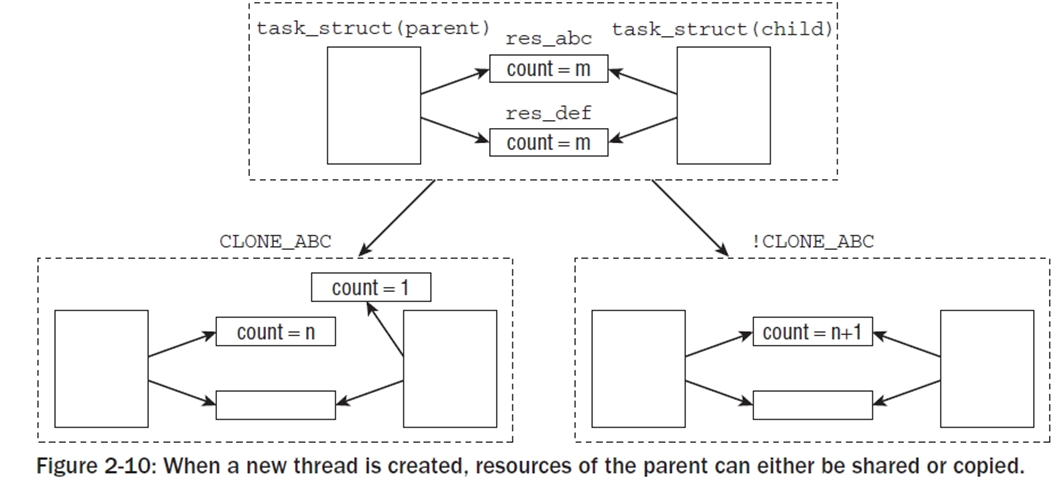 task_struct(parent)
res_abc
task_struct(child)
count = m
res_def
count = m
CLONE_ABC
!CLONE_ABC
count = 1
count = n
count = n+1
Figure 2-10: When a new thread is created, resources of the parent can either be shared or copied.